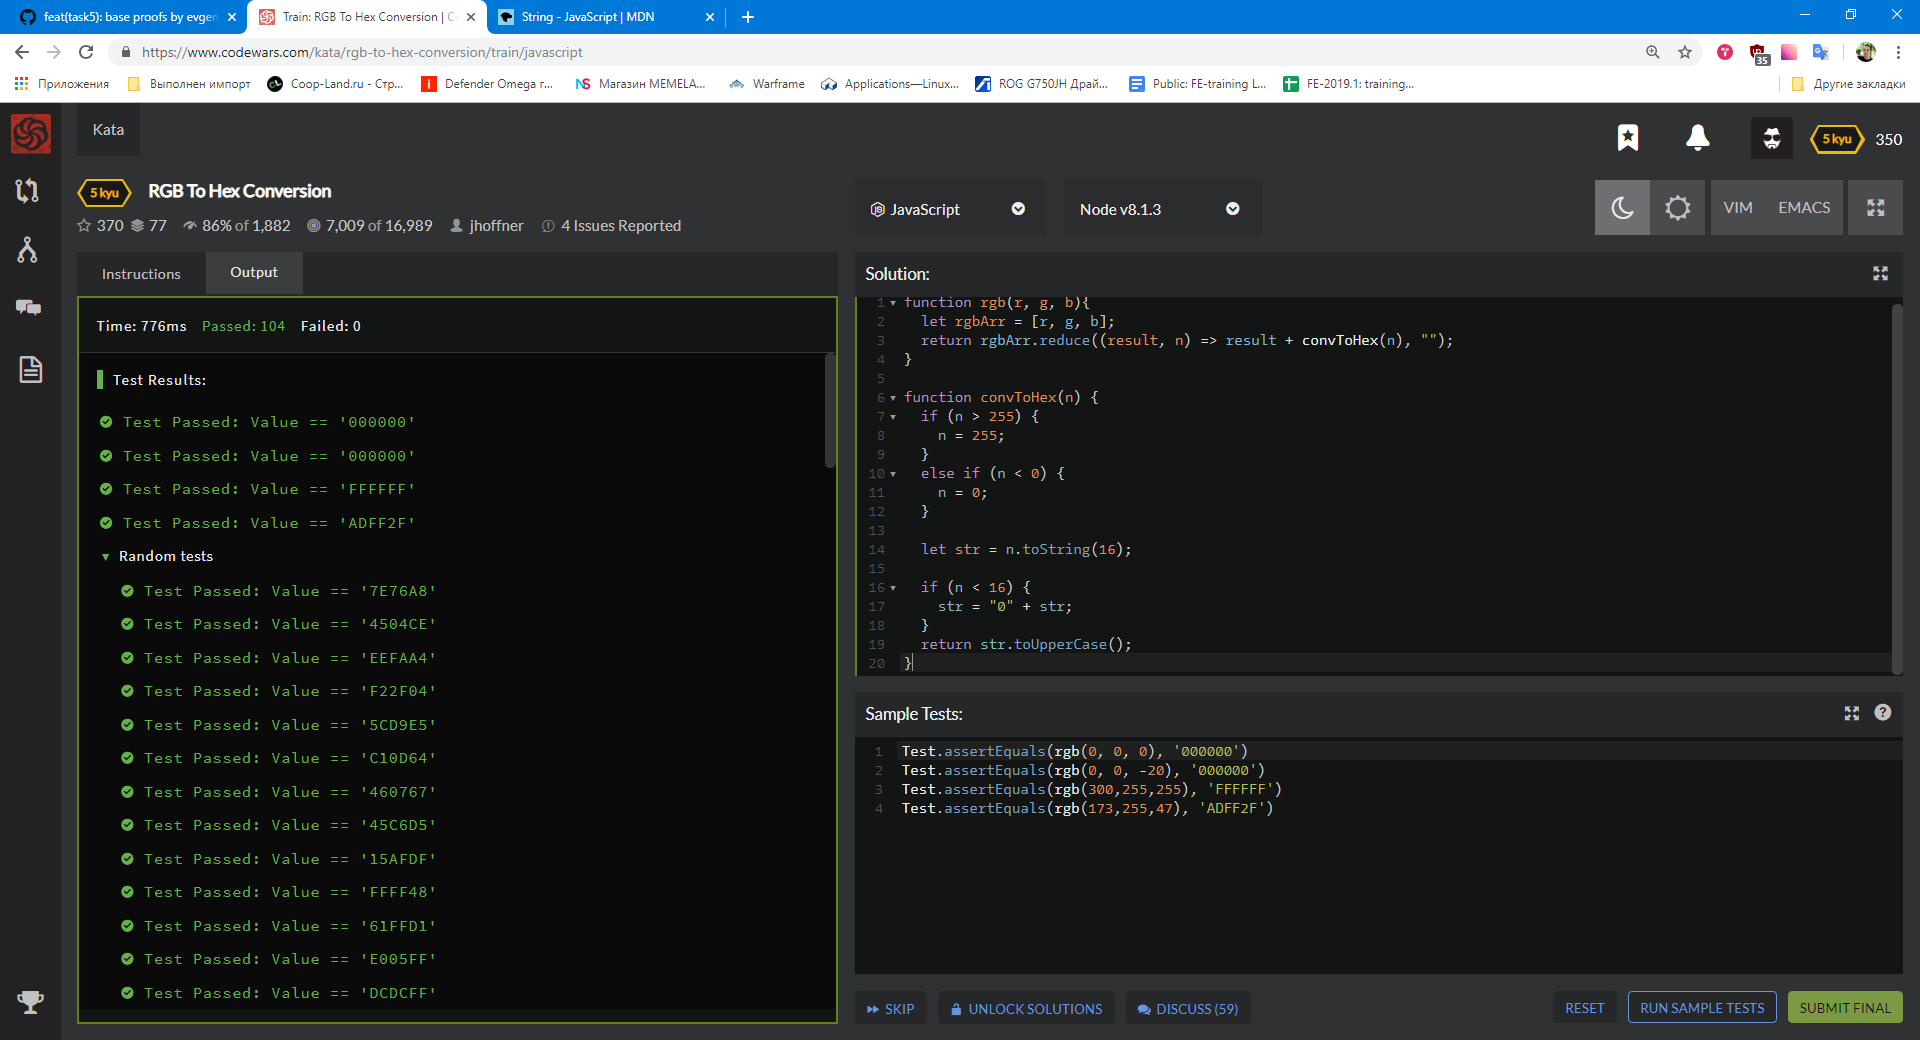 feat(task5): base proofs by evgen
Train: RGB To Hex Conversion | C
String - JavaScript | MDN
https://www.codewars.com/kata/rgb-to-hex-conversion/train/javascript
35
Приложения
Выполнен импорт
Coop-Land.ru - Стр...
Defender Omega г...
NS Магазин MEMELA...
Warframe
Applications—Linux...
ROG G750JH Драй...
Public: FE-training L...
FE-2019.1: training...
Другие закладки
Kata
5 kyu 350
5 kyu RGB To Hex Conversion
370 77 86% of 1,882 7,009 of 16,989 jhoffner 4 Issues Reported
JavaScript
Node v8.1.3
VIM EMACS
Instructions
Output
Time: 776ms Passed: 104 Failed: 0
Test Results:
Test Passed: Value == '000000'
Test Passed: Value == '000000'
Test Passed: Value == 'FFFFFF'
Test Passed: Value == 'ADFF2F'
Random tests
Test Passed: Value == '7E76A8'
Test Passed: Value == '4504CE'
Test Passed: Value == 'EEFAA4'
Test Passed: Value == 'F22F04'
Test Passed: Value == '5CD9E5'
Test Passed: Value == 'C10D64'
Test Passed: Value == '460767'
Test Passed: Value == '45C6D5'
Test Passed: Value == '15AFDF'
Test Passed: Value == 'FFFF48'
Test Passed: Value == '61FFD1'
Test Passed: Value == 'E005FF'
Test Passed: Value == 'DCDCFF'
Solution:
1 function rgb(r, g, b){
2 let rgbArr = [r, g, b];
3 return rgbArr.reduce((result, n) => result + convToHex(n), "");
4 }
5
6 function convToHex(n) {
7 if (n > 255) {
8 n = 255;
9 }
10 else if (n < 0) {
11 n = 0;
12 }
13
14 let str = n.toString(16);
15
16 if (n < 16) {
17 str = "0" + str;
18 }
19 return str.toUpperCase();
20 }
Sample Tests:
1 Test.assertEquals(rgb(0, 0, 0), '000000')
2 Test.assertEquals(rgb(0, 0, -20), '000000')
3 Test.assertEquals(rgb(300,255,255), 'FFFFFF')
4 Test.assertEquals(rgb(173,255,47), 'ADFF2F')
SKIP
UNLOCK SOLUTIONS
DISCUSS (59)
RESET
RUN SAMPLE TESTS
SUBMIT FINAL